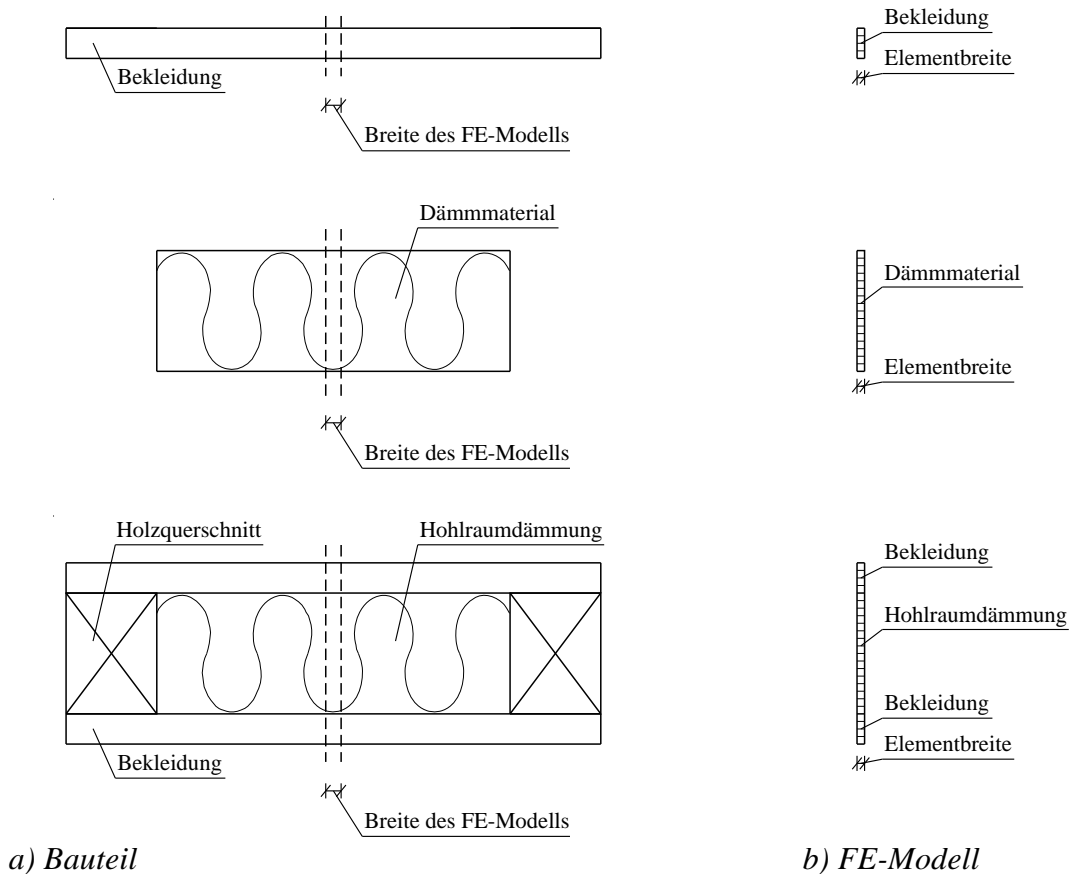 Bekleidung
Breite des FE-Modells
Bekleidung
Elementbreite
Dämmmaterial
Breite des FE-Modells
Dämmmaterial
Elementbreite
Holzquerschnitt
Hohlraumdämmung
Bekleidung
Breite des FE-Modells
Bekleidung
Hohlraumdämmung
Bekleidung
Elementbreite
a) Bauteil
b) FE-Modell